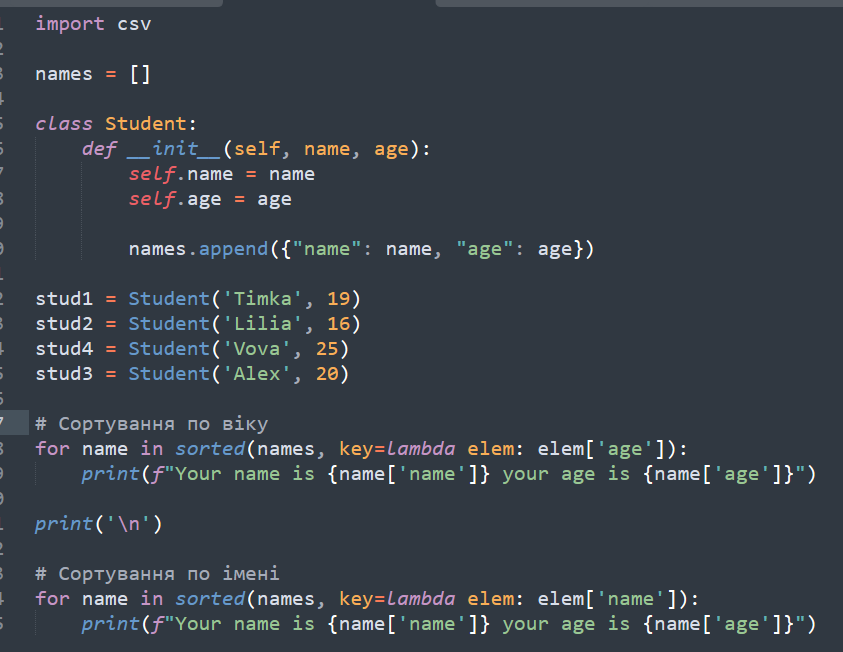 import csv
names = []
class Student:
def __init__(self, name, age):
self.name = name
self.age = age
names.append({"name": name, "age": age})
stud1 = Student('Timka', 19)
stud2 = Student('Lilia', 16)
stud4 = Student('Vova', 25)
stud3 = Student('Alex', 20)
# Сортування по віку
for name in sorted(names, key=lambda elem: elem['age']):
print(f"Your name is {name['name']} your age is {name['age']}")
print('\n')
# Сортування по імені
for name in sorted(names, key=lambda elem: elem['name']):
print(f"Your name is {name['name']} your age is {name['age']}")